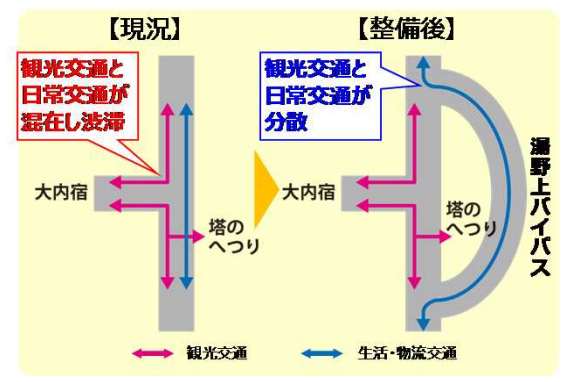 【現況】
観光交通と
日常交通が
混在し渋滞
大内宿
塔の
へつり
【整備後】
観光交通と
日常交通が
分散
大内宿
塔の
へつり
湯野上バイパス
観光交通
生活・物流交通